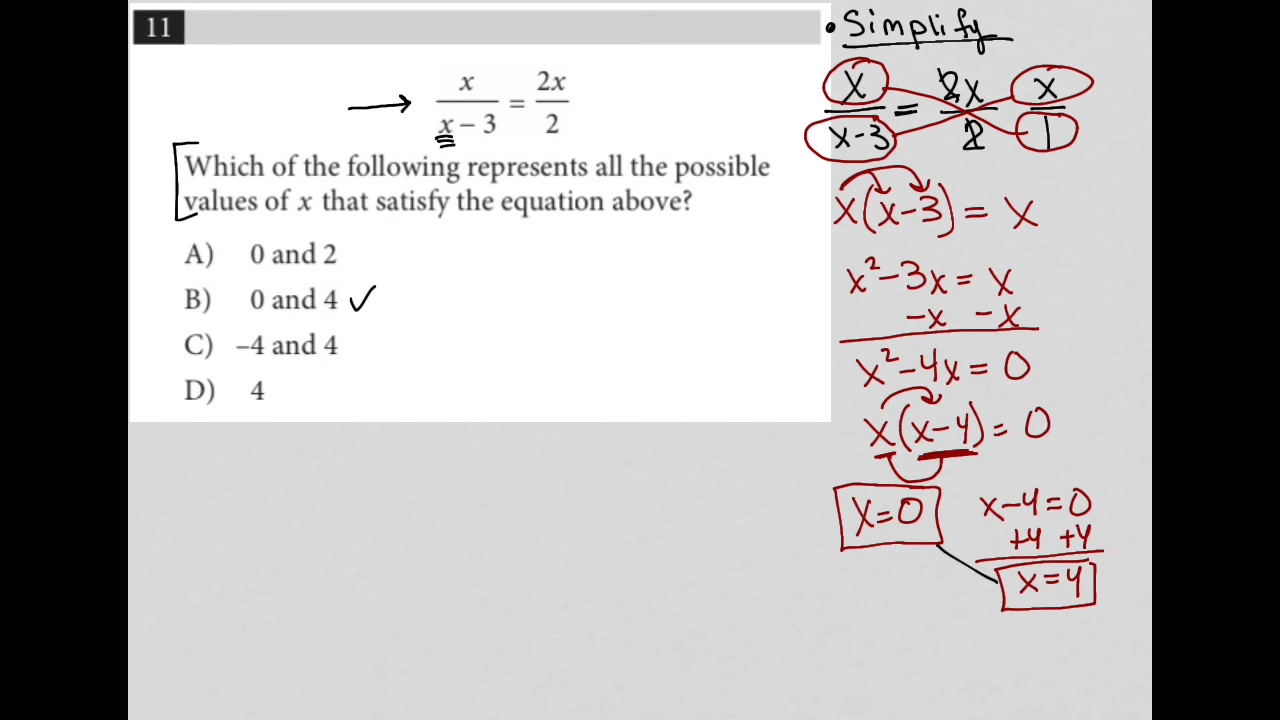 11
x/(x – 3) = 2x/2
Which of the following represents all the possible
values of x that satisfy the equation above?
A) 0 and 2
B) 0 and 4 ✓
C) –4 and 4
D) 4
• Simplify
x/(x-3) = 2x/2 x/1
x(x-3) = x
x²-3x = x
-x -x
x²-4x = 0
x(x-4) = 0
x=0
x-4=0
+4 +4
x=4